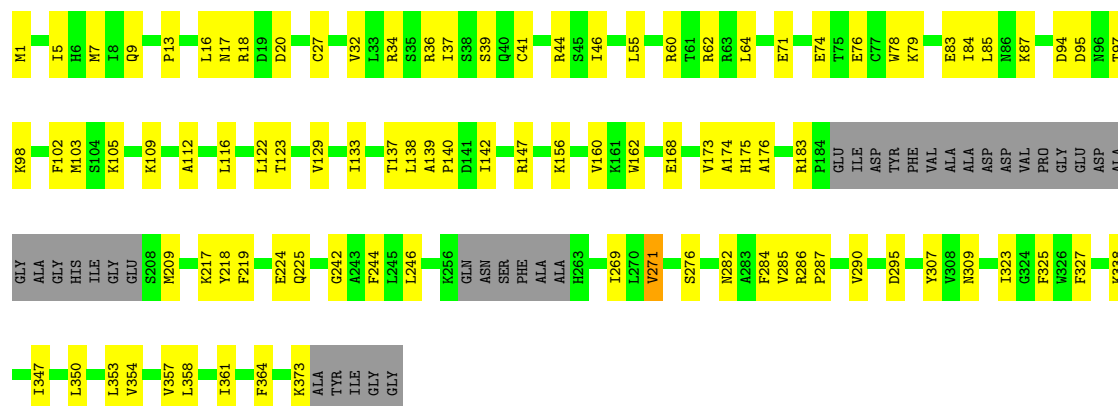 M1 I5 H6 M7 I8 Q9 P13 L16 N17 R18 D19 D20 C27 V32 L33 R34 S35 R36 I37 S38 S39 Q40 C41 R44 S45 I46 L55 R60 T61 R62 R63 L64 E71 E74 T75 E76 C77 W78 K79 E83 I84 L85 N86 K87 D94 D95 N96 T97
K98 F102 M103 S104 K105 K109 A112 L116 L122 T123 V129 I133 T137 L138 A139 P140 D141 I142 R147 K156 V160 K161 W162 E168 V173 A174 H175 A176 R183 P184 GLU ILE ASP TYR PHE VAL ALA ALA ASP ASP VAL PRO GLY GLU ASP ALA
GLY ALA GLY HIS ILE GLY GLU S208 M209 K217 Y218 F219 E224 Q225 G242 A243 F244 L245 L246 K256 GLN ASN SER PHE ALA ALA H263 I269 L270 V271 S276 N282 A283 F284 V285 R286 P287 V290 D295 Y307 V308 N309 I323 G324 F325 W326 F327 K338
I347 L350 L353 V354 V357 L358 I361 F364 K373 ALA TYR ILE GLY GLY